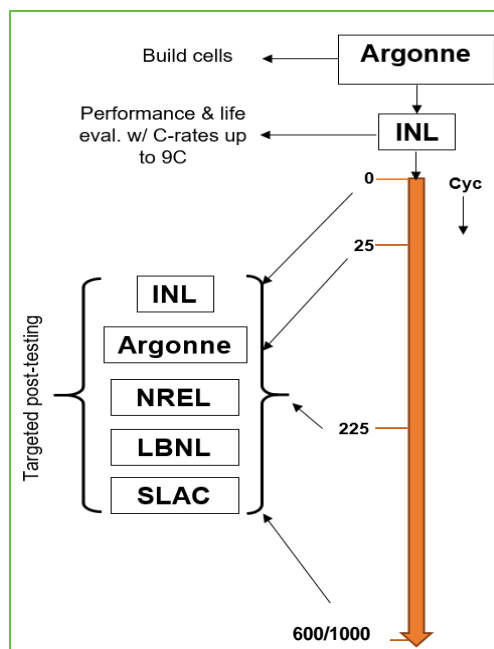 Build cells
Argonne
Performance & life
eval. w/ C-rates up
to 9C
INL
0
Cyc
25
Targeted post-testing
INL
Argonne
NREL
LBNL
SLAC
225
600/1000